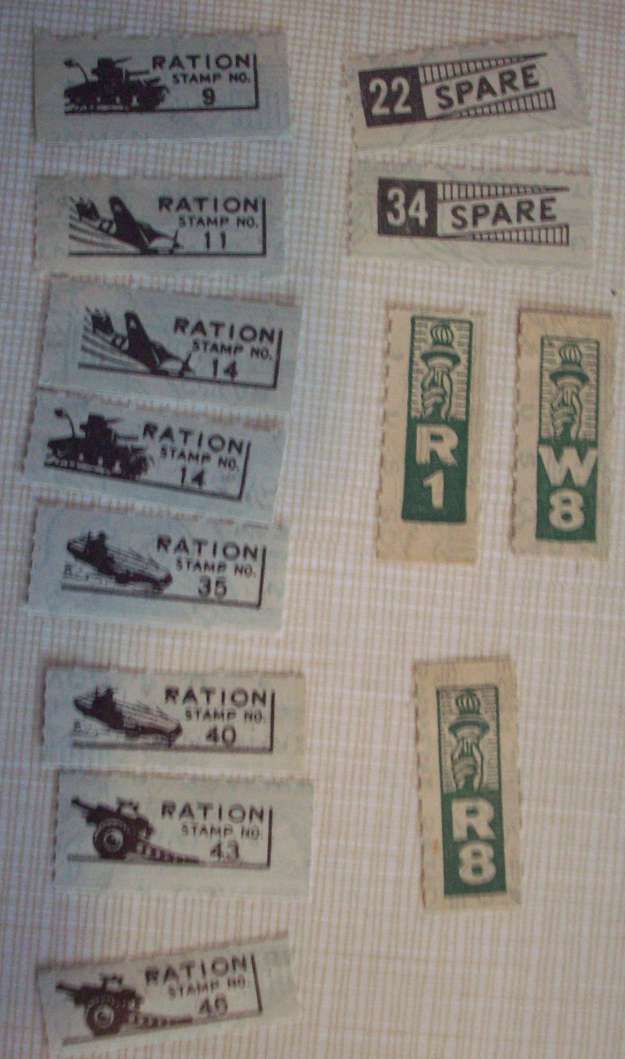 RATION
STAMP NO.
9
RATION
STAMP NO.
11
RATION
STAMP NO.
14
RATION
STAMP NO.
14
RATION
STAMP NO.
35
RATION
STAMP NO.
40
RATION
STAMP NO.
43
RATION
STAMP NO.
46
22 SPARE
34 SPARE
R
1
W
8
R
8